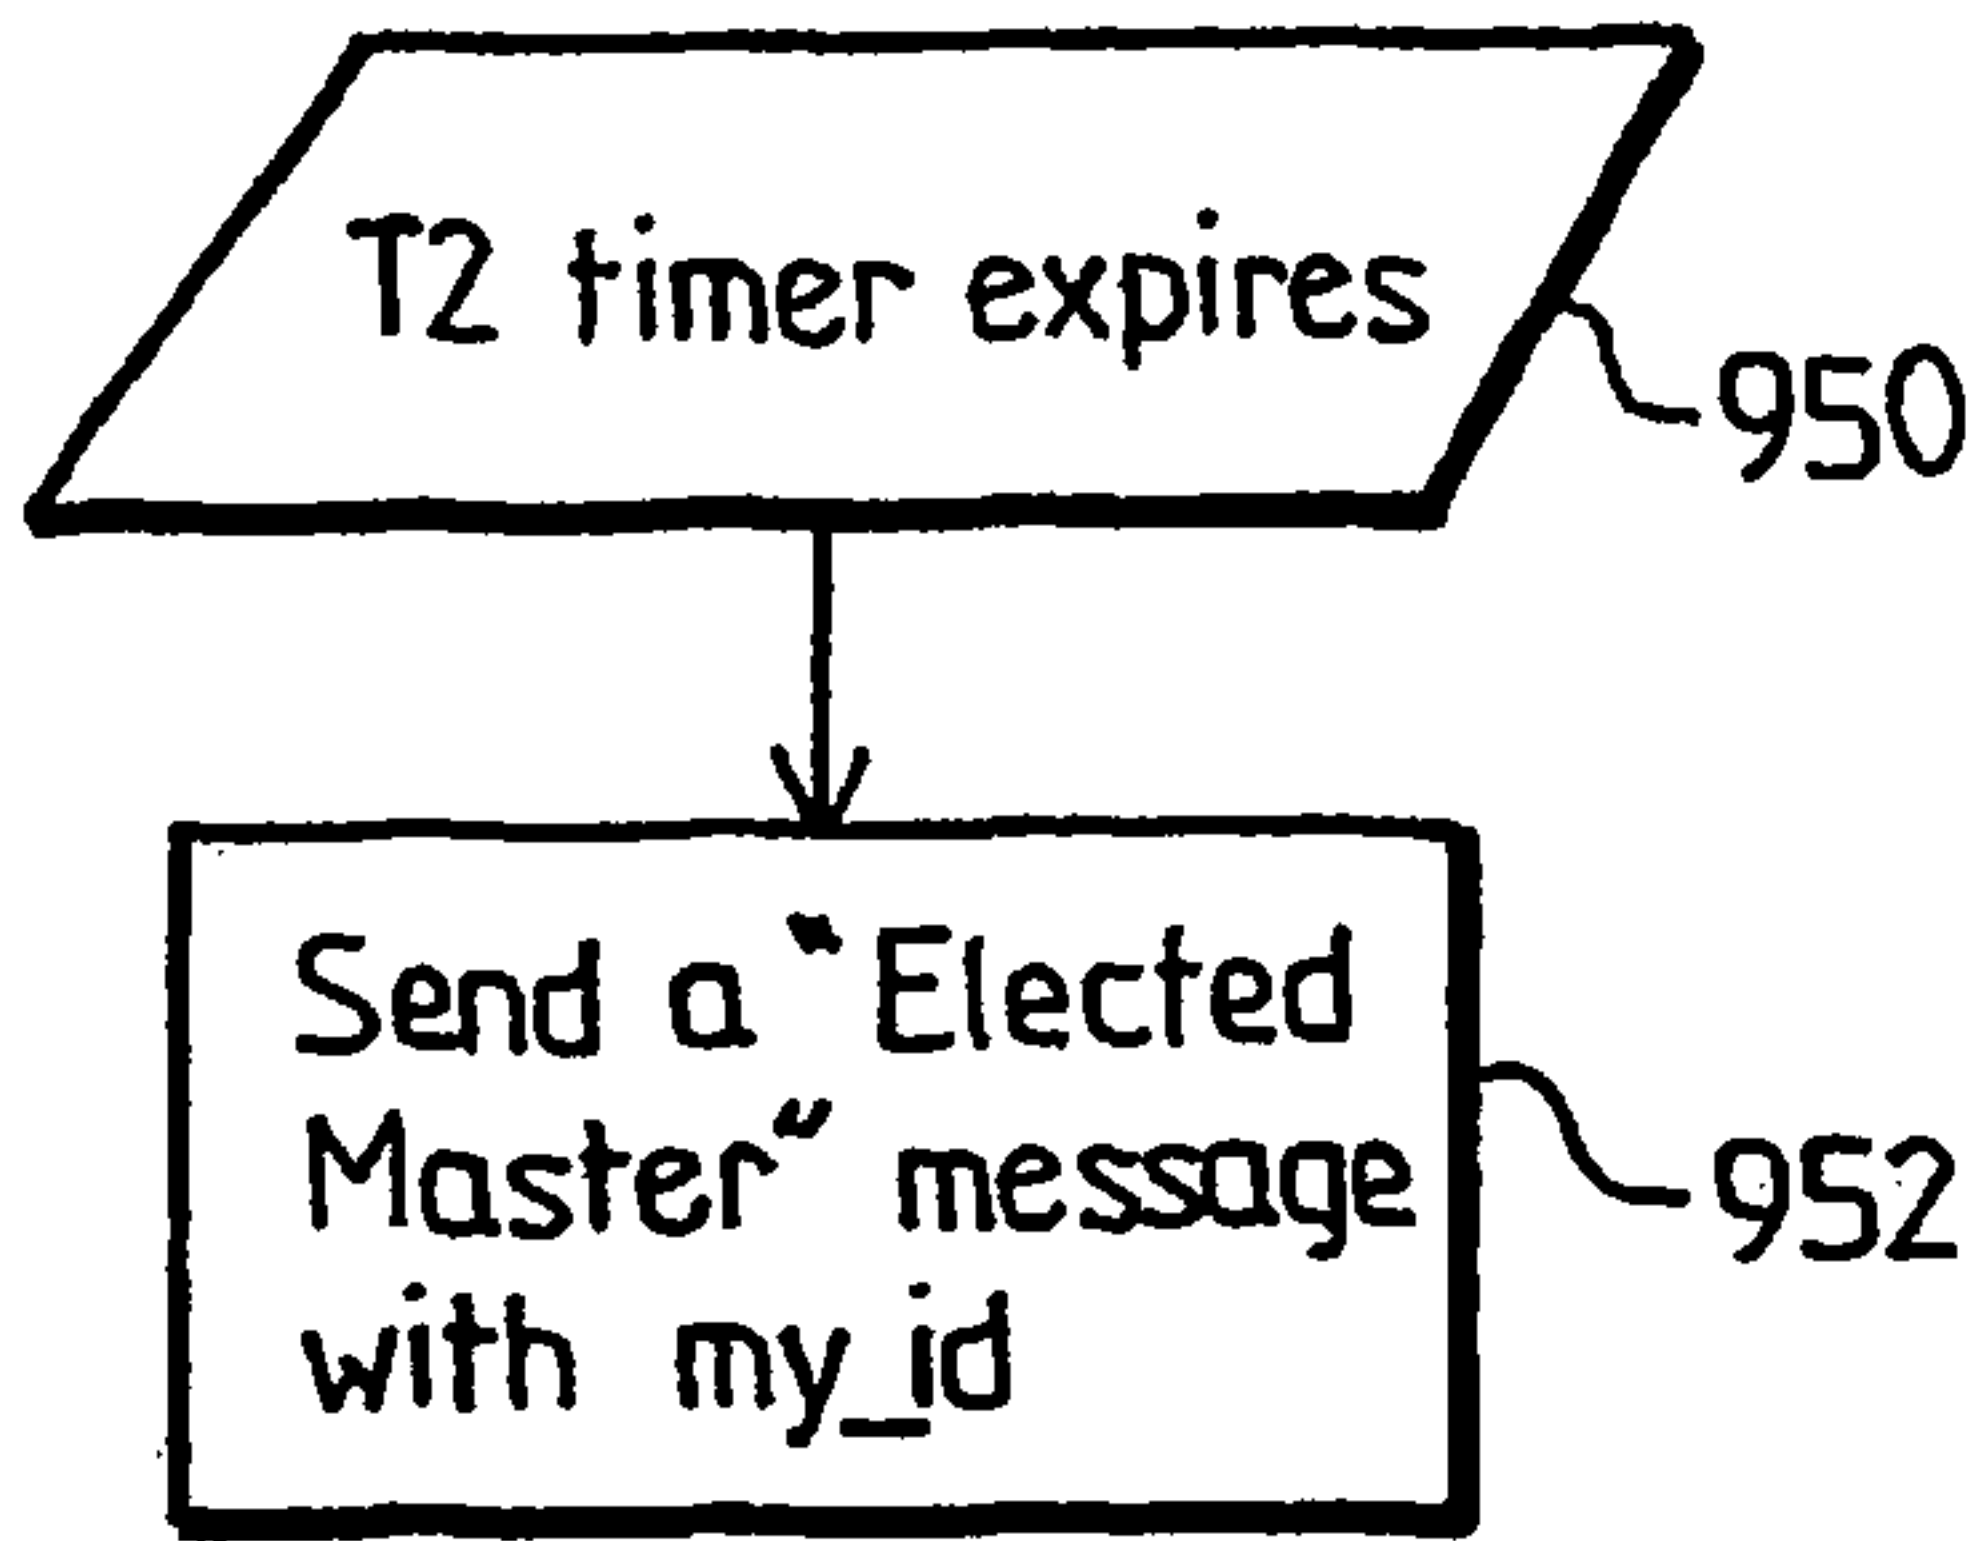 T2 timer expires
950
Send a "Elected
Master" message
with my_id
952